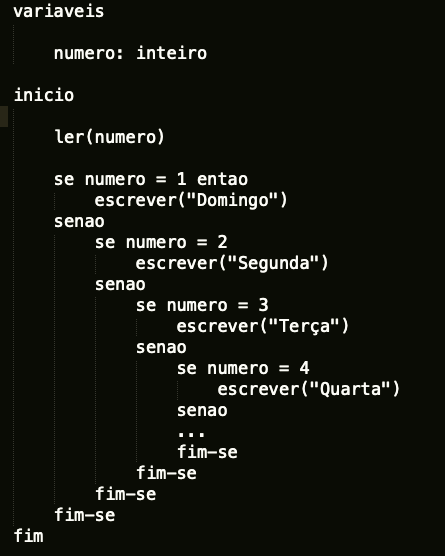 variaveis
numero: inteiro
inicio
ler(numero)
se numero = 1 entao
escrever("Domingo")
senao
se numero = 2
escrever("Segunda")
senao
se numero = 3
escrever("Terça")
senao
se numero = 4
escrever("Quarta")
senao
...
fim-se
fim-se
fim-se
fim-se
fim